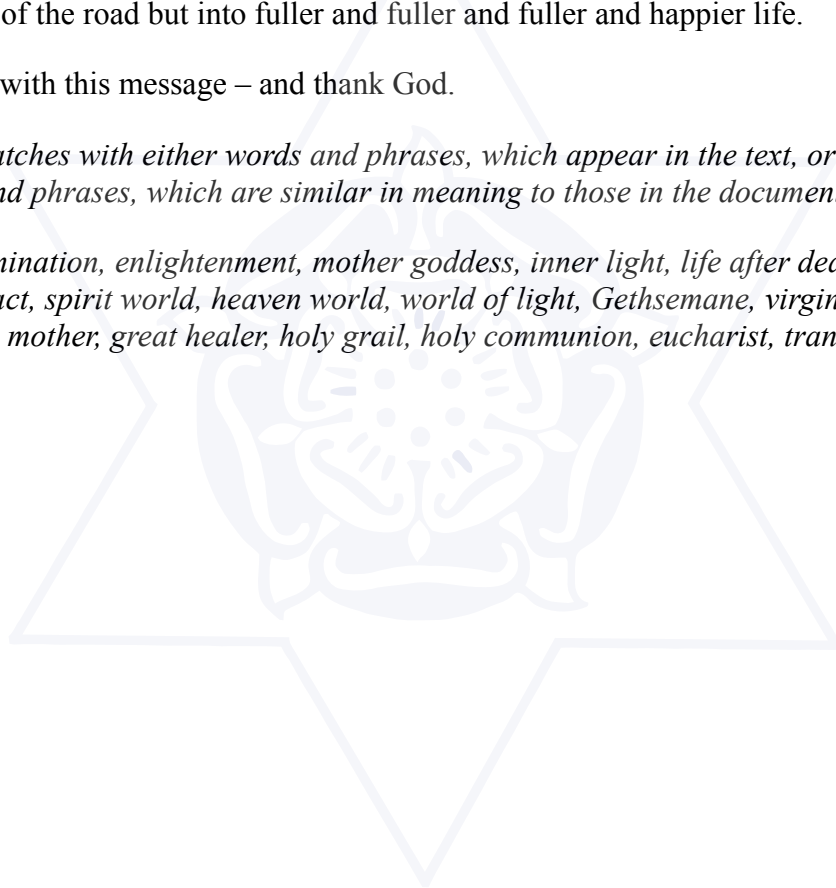 of the road but into fuller and fuller and fuller and happier life.
with this message – and thank God.
atches with either words and phrases, which appear in the text, or
nd phrases, which are similar in meaning to those in the document
mination, enlightenment, mother goddess, inner light, life after dea
act, spirit world, heaven world, world of light, Gethsemane, virgin
mother, great healer, holy grail, holy communion, eucharist, tran